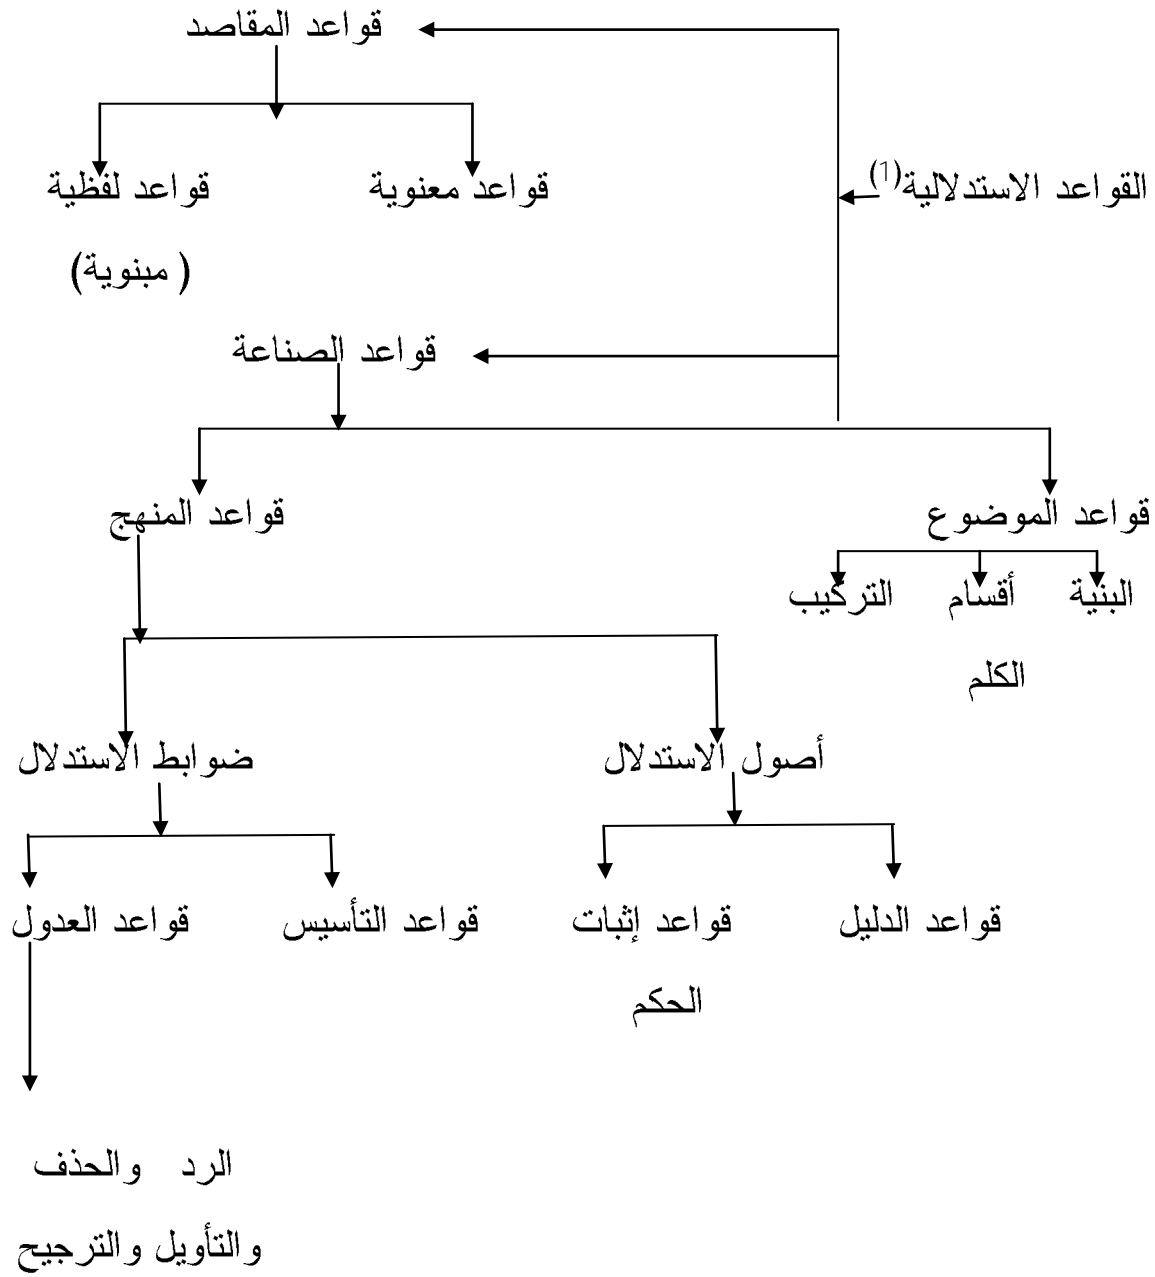 قواعد المقاصد
القواعد الاستدلالية(1)
قواعد معنوية
قواعد لفظية
( مبنوية)
قواعد الصناعة
قواعد الموضوع
قواعد المنهج
البنية
أقسام
التركيب
الكلم
أصول الاستدلال
ضوابط الاستدلال
قواعد الدليل
قواعد إثبات
قواعد التأسيس
قواعد العدول
الحكم
الرد والحذف
والتأويل والترجيح